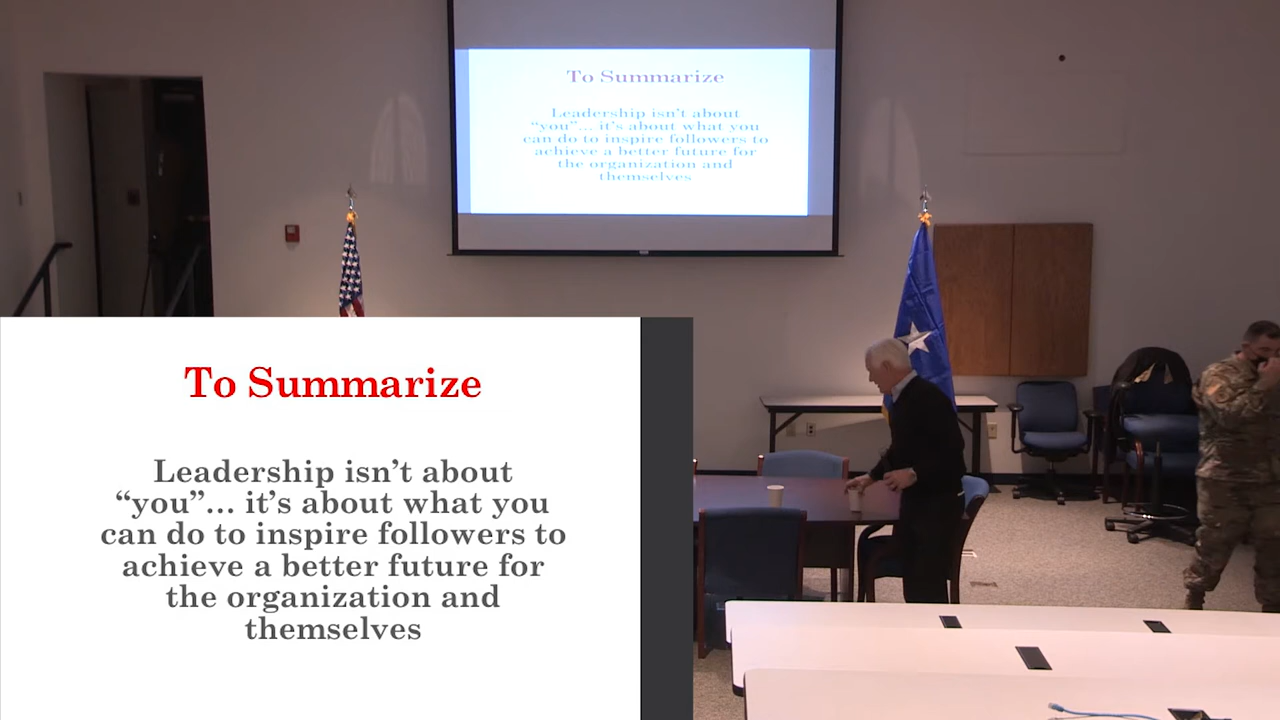 To Summarize
Leadership isn't about
“you”... it's about what you
can do to inspire followers to
achieve a better future for
the organization and
themselves
To Summarize
Leadership isn’t about
“you”... it’s about what you
can do to inspire followers to
achieve a better future for
the organization and
themselves